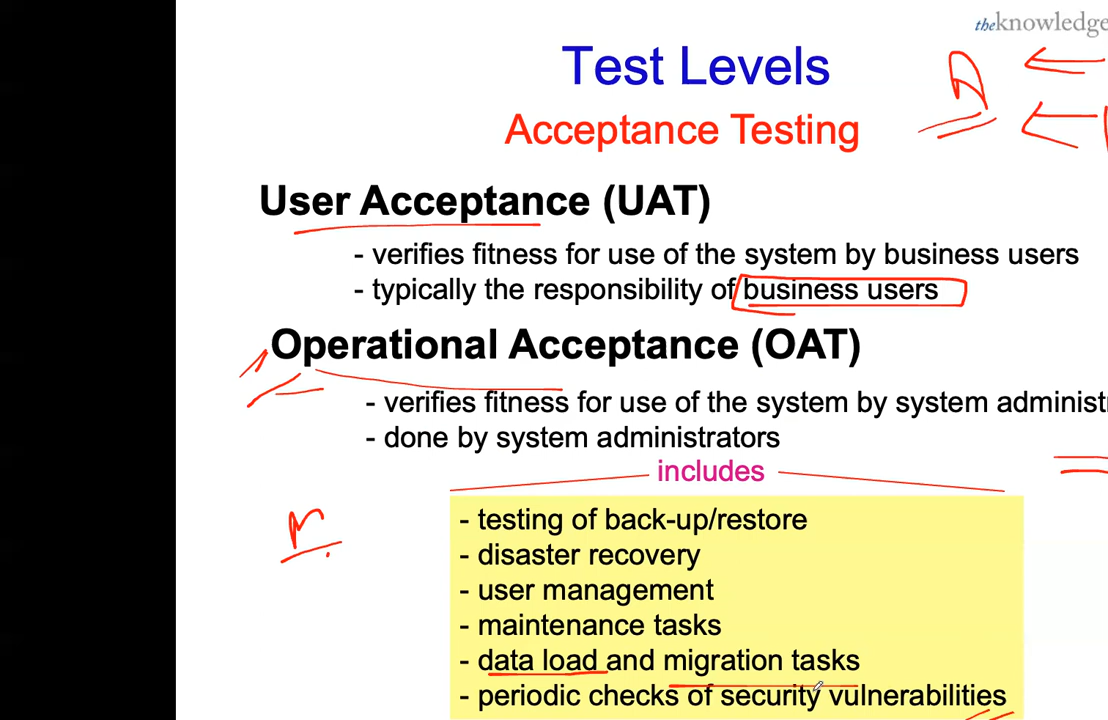 theknowledge
Test Levels
Acceptance Testing
User Acceptance (UAT)
- verifies fitness for use of the system by business users
- typically the responsibility of business users
Operational Acceptance (OAT)
- verifies fitness for use of the system by system administ
- done by system administrators
includes
- testing of back-up/restore
- disaster recovery
- user management
- maintenance tasks
- data load and migration tasks
- periodic checks of security vulnerabilities